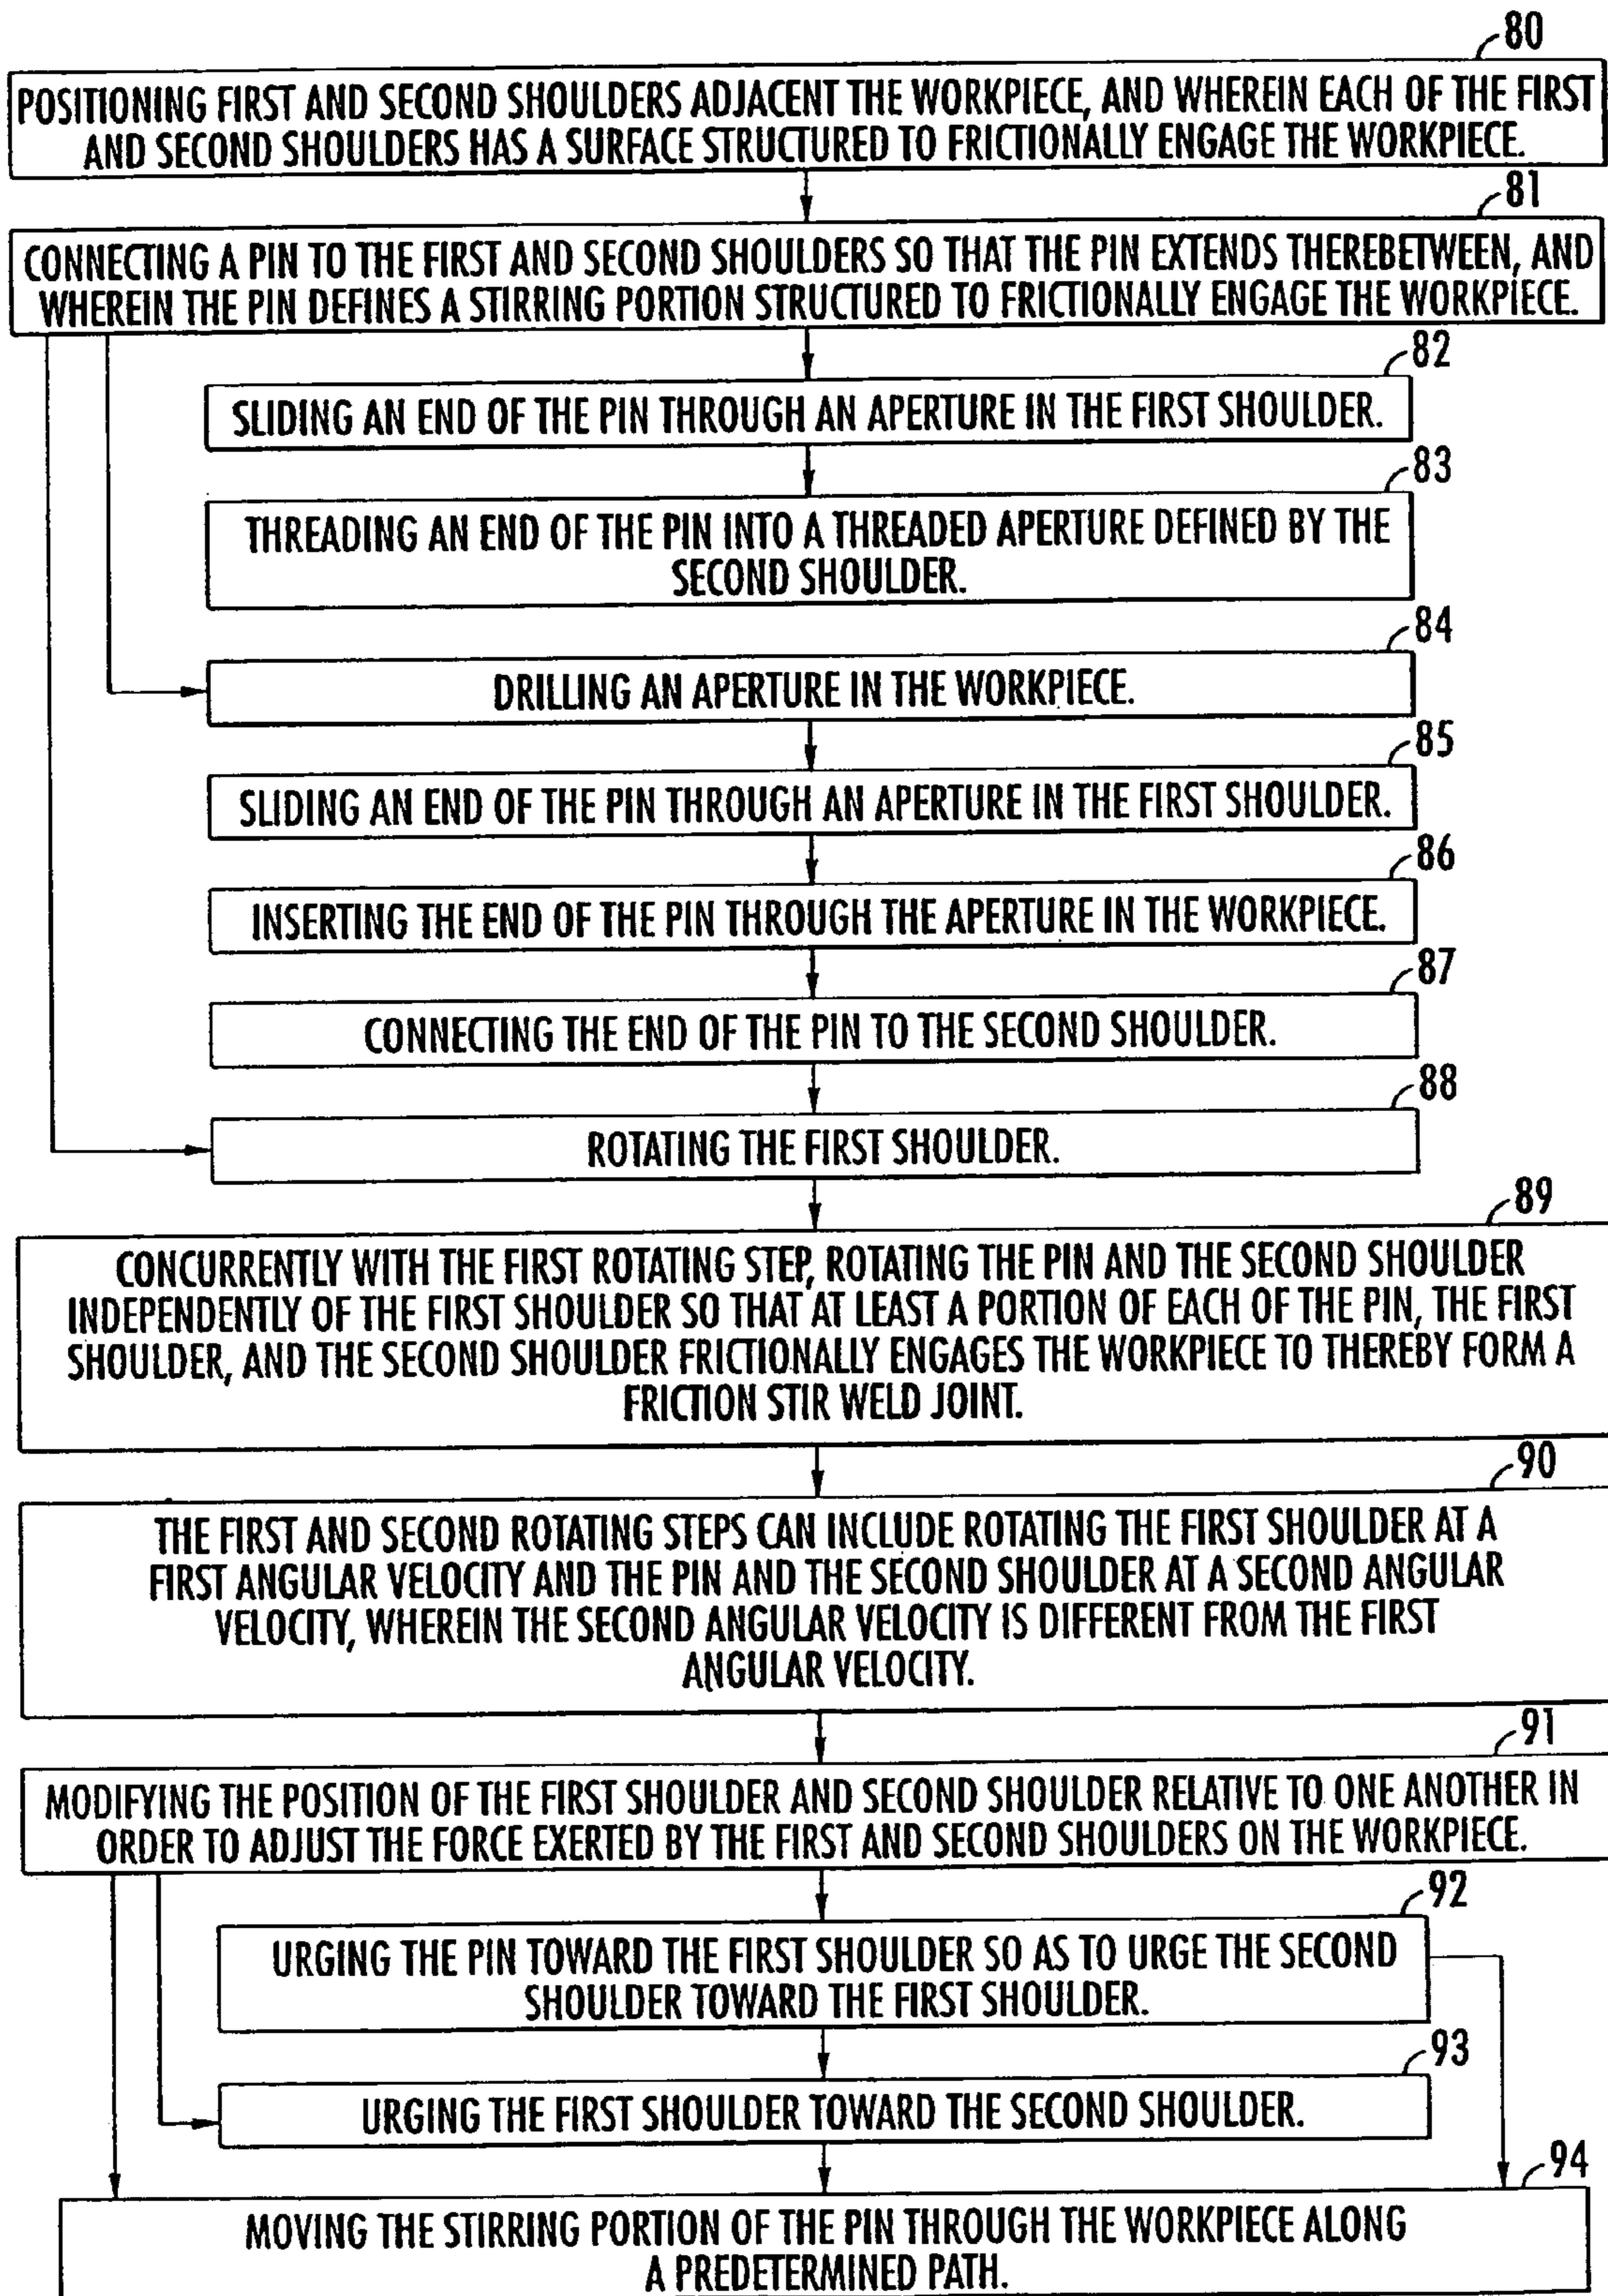 80
POSITIONING FIRST AND SECOND SHOULDERS ADJACENT THE WORKPIECE, AND WHEREIN EACH OF THE FIRST
AND SECOND SHOULDERS HAS A SURFACE STRUCTURED TO FRICTIONALLY ENGAGE THE WORKPIECE.
81
CONNECTING A PIN TO THE FIRST AND SECOND SHOULDERS SO THAT THE PIN EXTENDS THEREBETWEEN, AND
WHEREIN THE PIN DEFINES A STIRRING PORTION STRUCTURED TO FRICTIONALLY ENGAGE THE WORKPIECE.
82
SLIDING AN END OF THE PIN THROUGH AN APERTURE IN THE FIRST SHOULDER.
83
THREADING AN END OF THE PIN INTO A THREADED APERTURE DEFINED BY THE
SECOND SHOULDER.
84
DRILLING AN APERTURE IN THE WORKPIECE.
85
SLIDING AN END OF THE PIN THROUGH AN APERTURE IN THE FIRST SHOULDER.
86
INSERTING THE END OF THE PIN THROUGH THE APERTURE IN THE WORKPIECE.
87
CONNECTING THE END OF THE PIN TO THE SECOND SHOULDER.
88
ROTATING THE FIRST SHOULDER.
89
CONCURRENTLY WITH THE FIRST ROTATING STEP, ROTATING THE PIN AND THE SECOND SHOULDER
INDEPENDENTLY OF THE FIRST SHOULDER SO THAT AT LEAST A PORTION OF EACH OF THE PIN, THE FIRST
SHOULDER, AND THE SECOND SHOULDER FRICTIONALLY ENGAGES THE WORKPIECE TO THEREBY FORM A
FRICTION STIR WELD JOINT.
90
THE FIRST AND SECOND ROTATING STEPS CAN INCLUDE ROTATING THE FIRST SHOULDER AT A
FIRST ANGULAR VELOCITY AND THE PIN AND THE SECOND SHOULDER AT A SECOND ANGULAR
VELOCITY, WHEREIN THE SECOND ANGULAR VELOCITY IS DIFFERENT FROM THE FIRST
ANGULAR VELOCITY.
91
MODIFYING THE POSITION OF THE FIRST SHOULDER AND SECOND SHOULDER RELATIVE TO ONE ANOTHER IN
ORDER TO ADJUST THE FORCE EXERTED BY THE FIRST AND SECOND SHOULDERS ON THE WORKPIECE.
92
URGING THE PIN TOWARD THE FIRST SHOULDER SO AS TO URGE THE SECOND
SHOULDER TOWARD THE FIRST SHOULDER.
93
URGING THE FIRST SHOULDER TOWARD THE SECOND SHOULDER.
94
MOVING THE STIRRING PORTION OF THE PIN THROUGH THE WORKPIECE ALONG
A PREDETERMINED PATH.